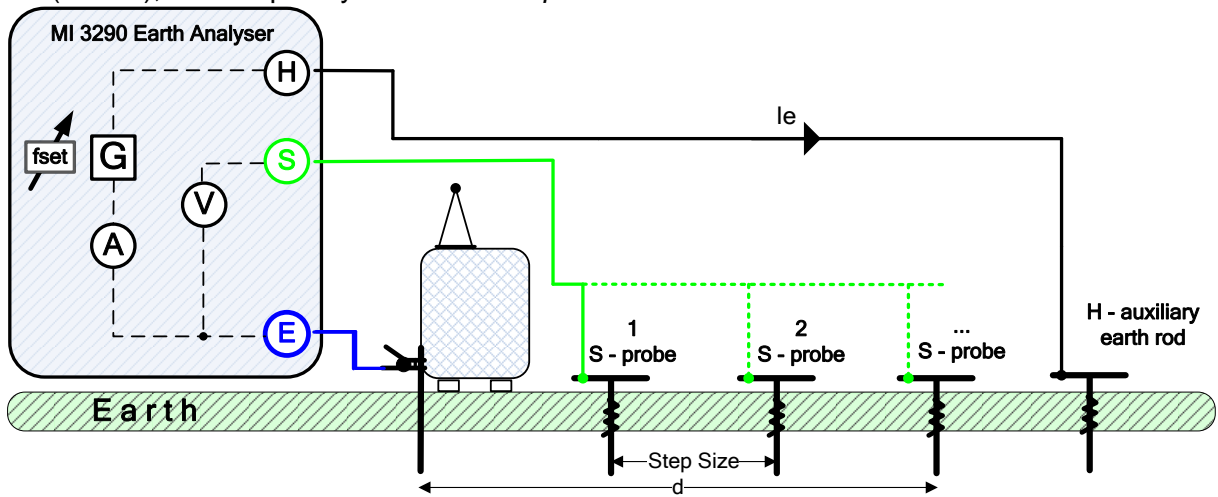 MI 3290 Earth Analyser
H
Ie
fset
G
S
V
A
E
1
S - probe
2
S - probe
...
S - probe
H - auxiliary
earth rod
Earth
Step Size
d